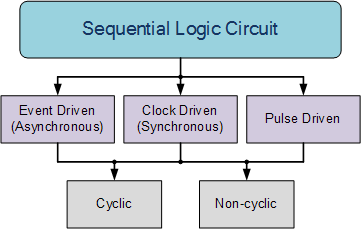 Sequential Logic Circuit
Event Driven
(Asynchronous)
Clock Driven
(Synchronous)
Pulse Driven
Cyclic
Non-cyclic